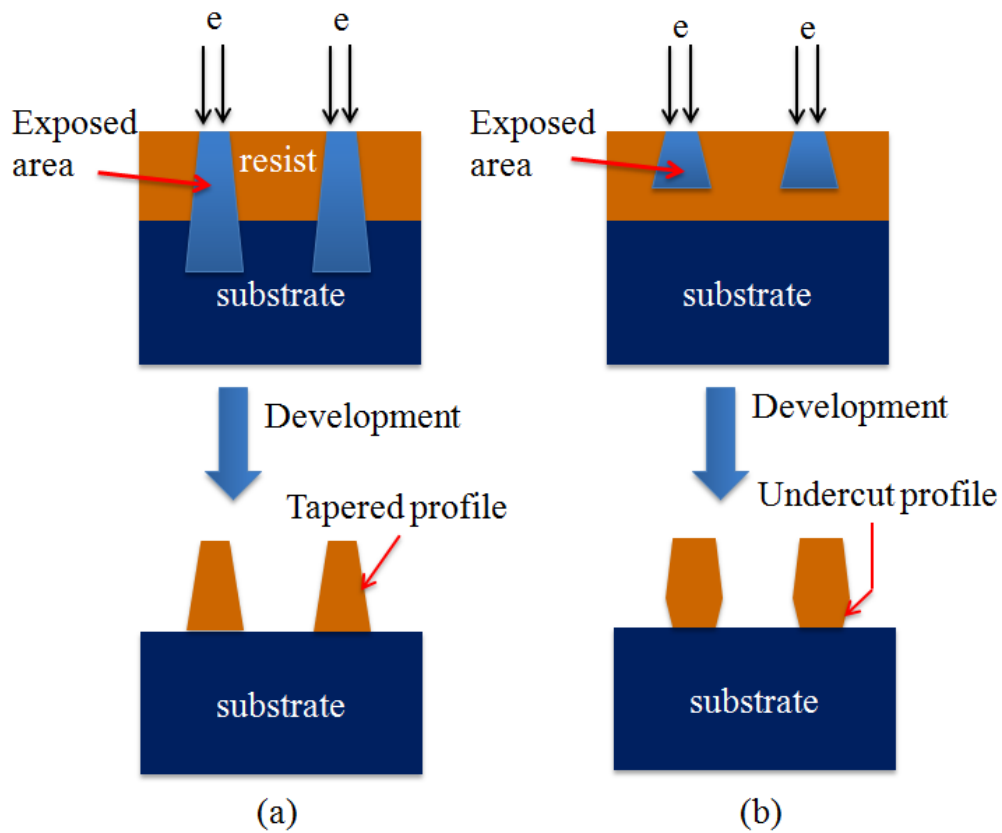 e
e
Exposed
area
resist
substrate
Development
Tapered profile
substrate
(a)
e
e
Exposed
area
substrate
Development
Undercut profile
substrate
(b)